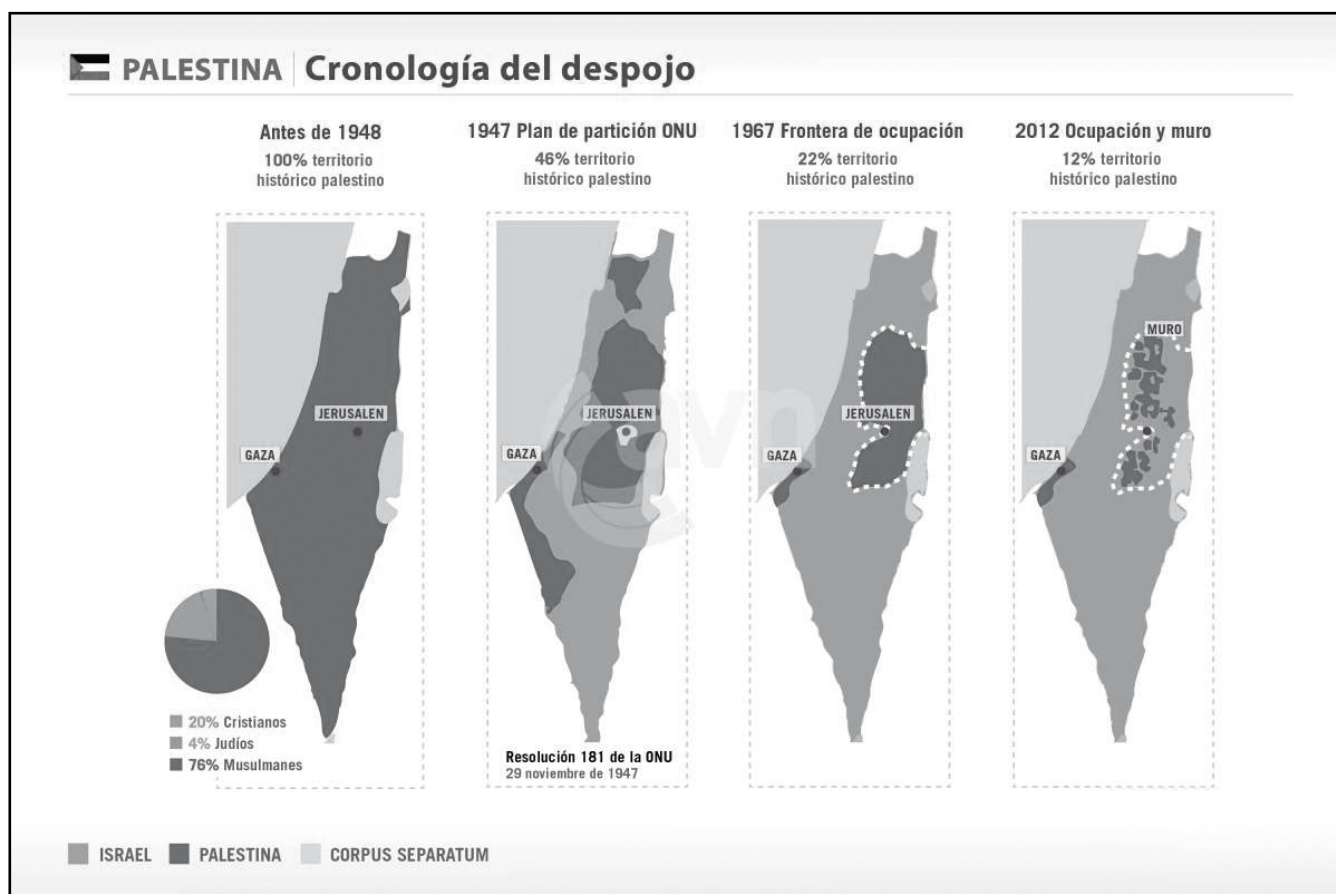 PALESTINA | Cronología del despojo
Antes de 1948
100% territorio
histórico palestino
1947 Plan de partición ONU
46% territorio
histórico palestino
1967 Frontera de ocupación
22% territorio
histórico palestino
2012 Ocupación y muro
12% territorio
histórico palestino
JERUSALEN
GAZA
JERUSALEN
GAZA
JERUSALEN
GAZA
MURO
GAZA
avn
20% Cristianos
4% Judíos
76% Musulmanes
Resolución 181 de la ONU
29 noviembre de 1947
ISRAEL
PALESTINA
CORPUS SEPARATUM